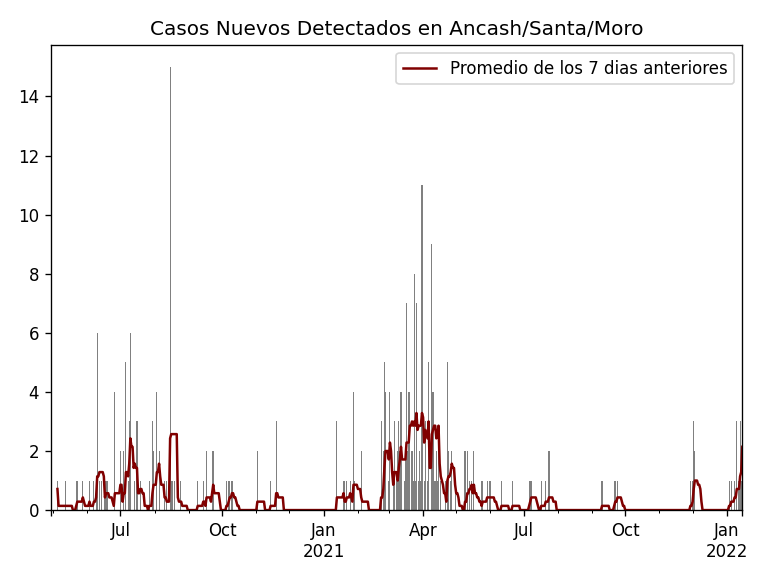 Casos Nuevos Detectados en Ancash/Santa/Moro
Promedio de los 7 dias anteriores
14
12
10
8
6
4
2
0
Jul
Oct
Jan
2021
Apr
Jul
Oct
Jan
2022